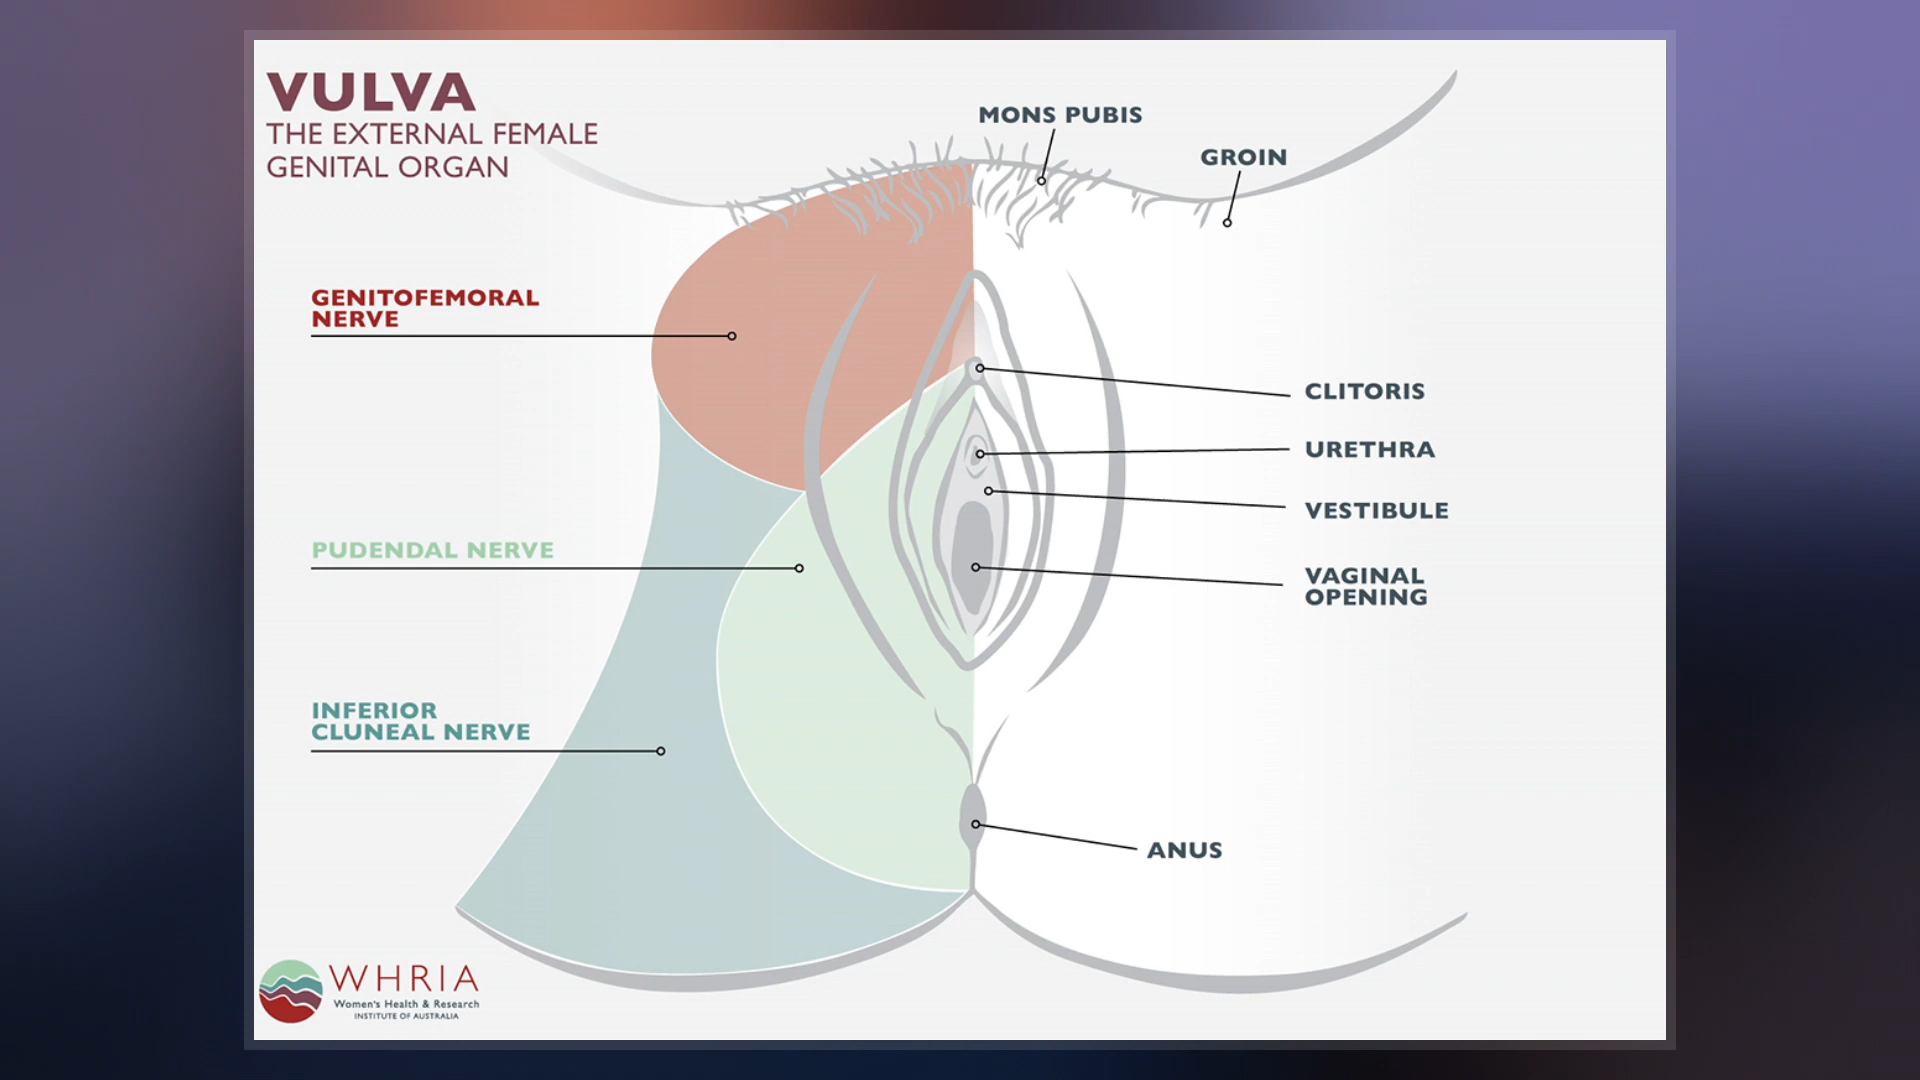 VULVA
THE EXTERNAL FEMALE
GENITAL ORGAN
MONS PUBIS
GROIN
GENITOFEMORAL
NERVE
CLITORIS
URETHRA
VESTIBULE
PUDENDAL NERVE
VAGINAL
OPENING
INFERIOR
CLUNEAL NERVE
ANUS
WHRIA
Women's Health & Research
INSTITUTE OF AUSTRALIA